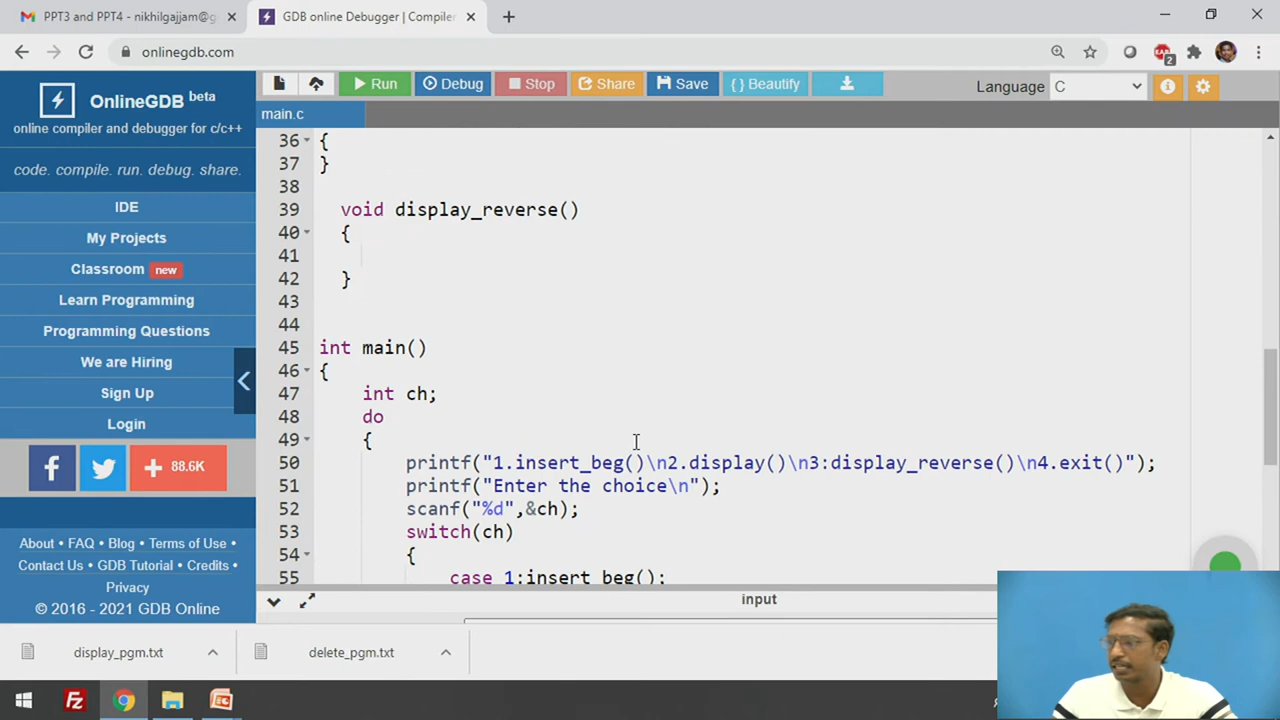 PPT3 and PPT4 - nikhilgajjam@g
GDB online Debugger | Compiler
onlinegdb.com
2
OnlineGDB beta
online compiler and debugger for c/c++
code. compile. run. debug. share.
IDE
My Projects
Classroom new
Learn Programming
Programming Questions
We are Hiring
Sign Up
Login
88.6K
About • FAQ • Blog • Terms of Use •
Contact Us • GDB Tutorial • Credits •
Privacy
© 2016 - 2021 GDB Online
Run Debug Stop Share Save { } Beautify Language C
main.c
36 {
37 }
38
39 void display_reverse()
40 {
41
42 }
43
44
45 int main()
46 {
47 int ch;
48 do
49 {
50 printf("1.insert_beg()\n2.display()\n3:display_reverse()\n4.exit()");
51 printf("Enter the choice\n");
52 scanf("%d",&ch);
53 switch(ch)
54 {
55 case 1:insert_beg();
input
display_pgm.txt
delete_pgm.txt